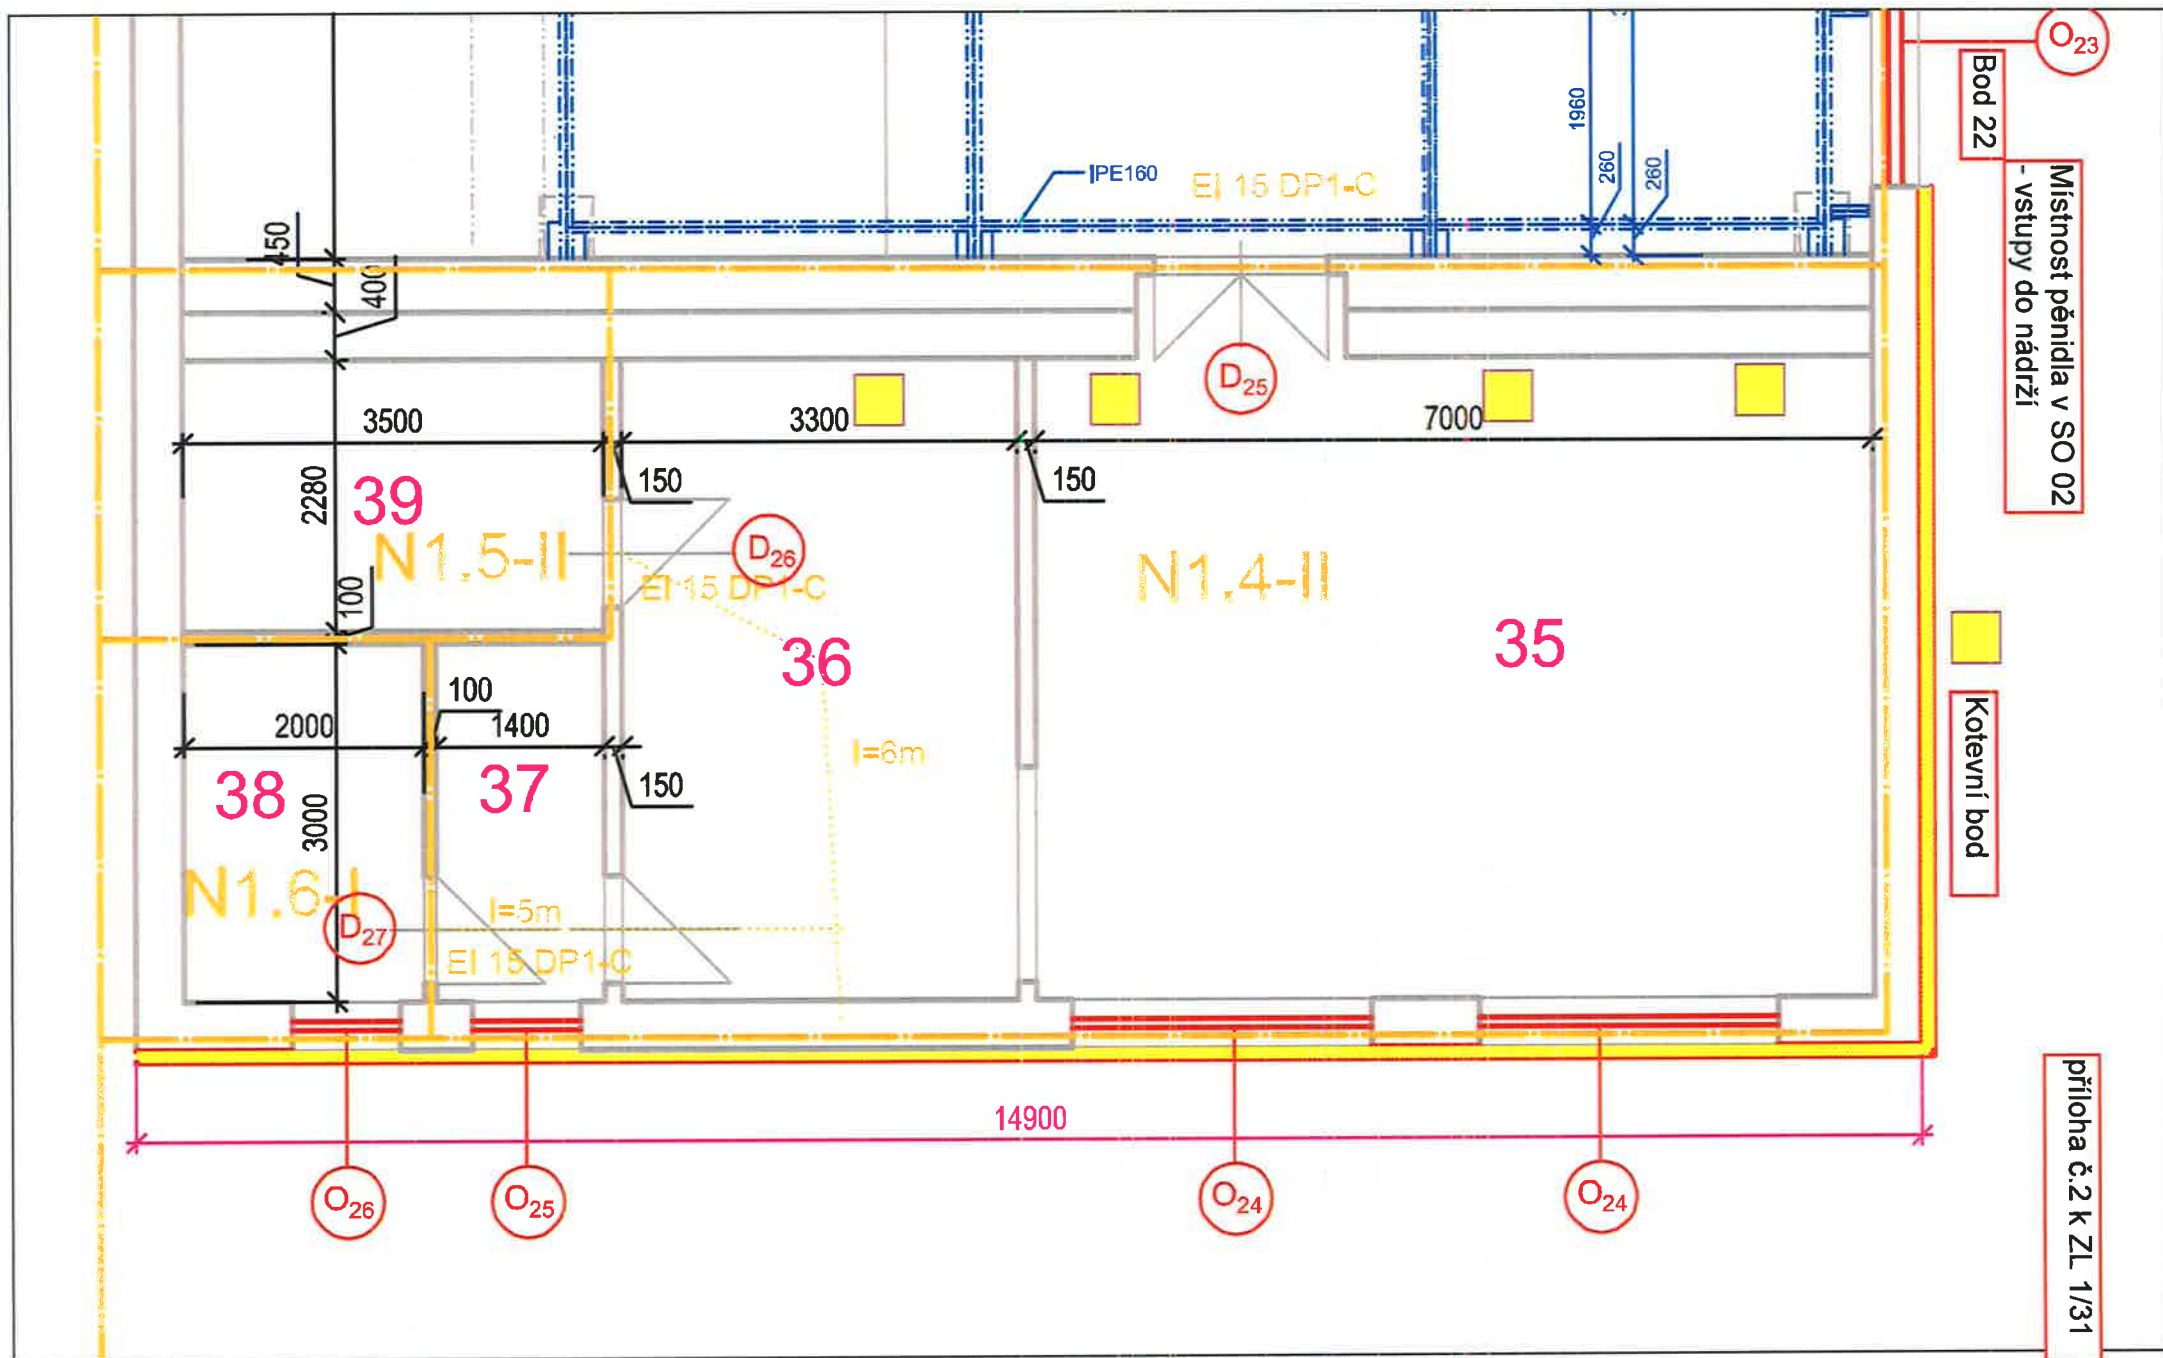 O23
Bod 22
Místnost pěnidla v SO 02
- vstupy do nádrží
1960
260
260
IPE160
EI 15 DP1-C
450
400
D25
3500
3300
7000
150
150
2280
39
N1.5-II
D26
EI 15 DP1-C
N1.4-II
100
36
35
100
2000
1400
l=6m
Kotevní bod
38
37
150
3000
N1.6-I
D27
l=5m
EI 15 DP1-C
14900
příloha č.2 k ZL 1/31
O26
O25
O24
O24